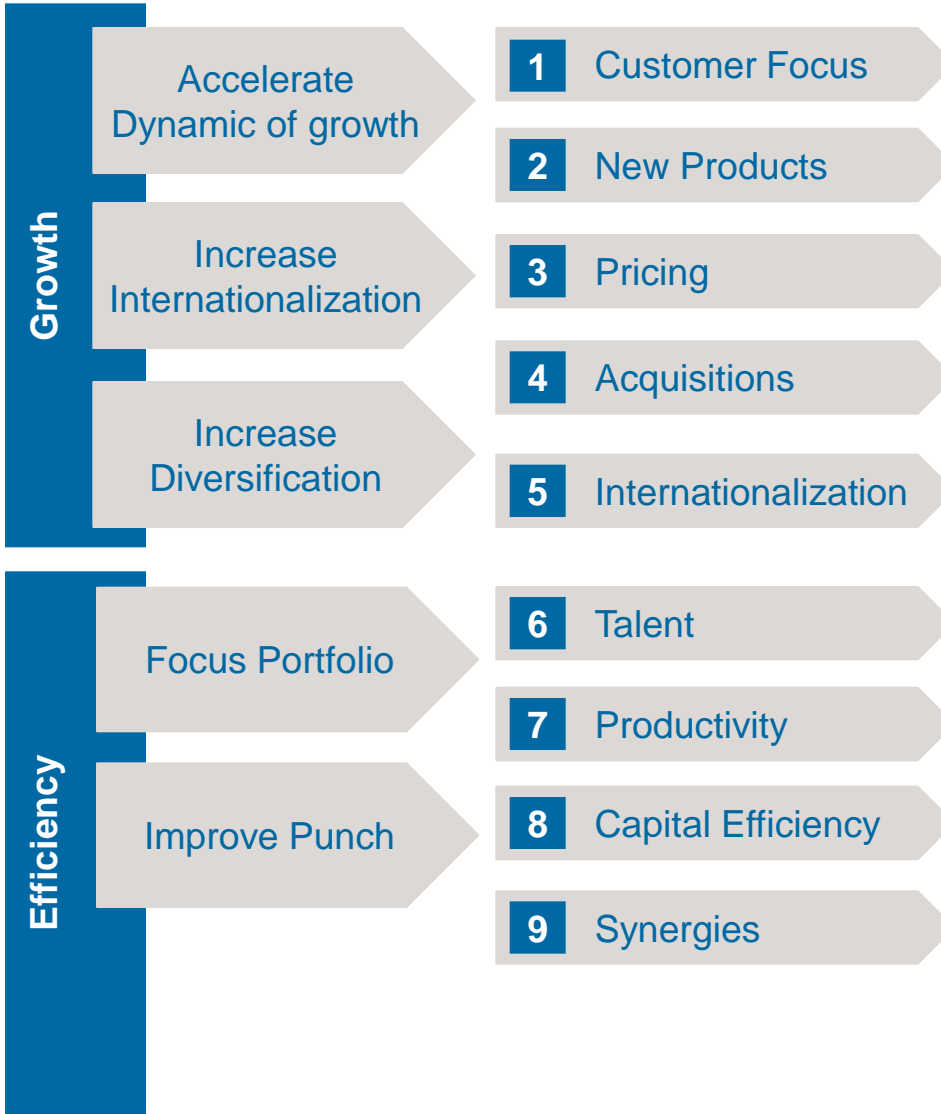 Growth
Accelerate
Dynamic of growth
Increase
Internationalization
Increase
Diversification
1 Customer Focus
2 New Products
3 Pricing
4 Acquisitions
5 Internationalization
Efficiency
Focus Portfolio
Improve Punch
6 Talent
7 Productivity
8 Capital Efficiency
9 Synergies